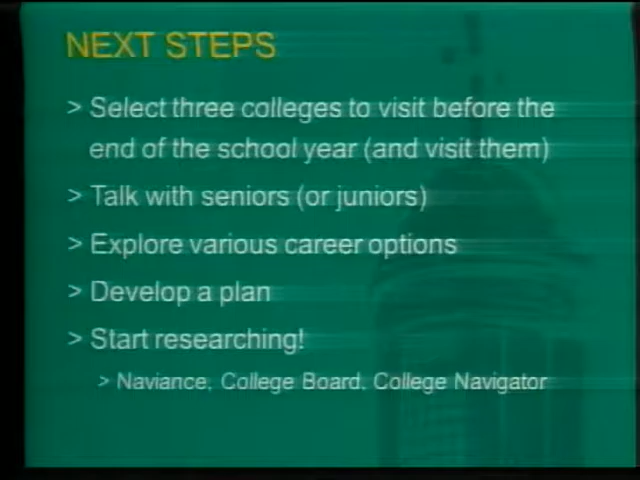 NEXT STEPS
> Select three colleges to visit before the
end of the school year (and visit them)
> Talk with seniors (or juniors)
> Explore various career options
> Develop a plan
> Start researching!
> Naviance, College Board, College Navigator